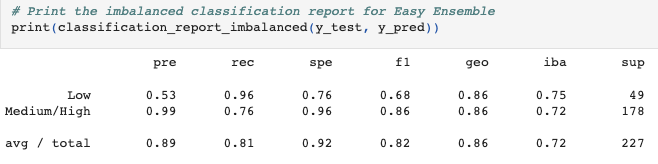 # Print the imbalanced classification report for Easy Ensemble
print(classification_report_imbalanced(y_test, y_pred))
pre rec spe f1 geo iba sup
Low 0.53 0.96 0.76 0.68 0.86 0.75 49
Medium/High 0.99 0.76 0.96 0.86 0.86 0.72 178
avg / total 0.89 0.81 0.92 0.82 0.86 0.72 227